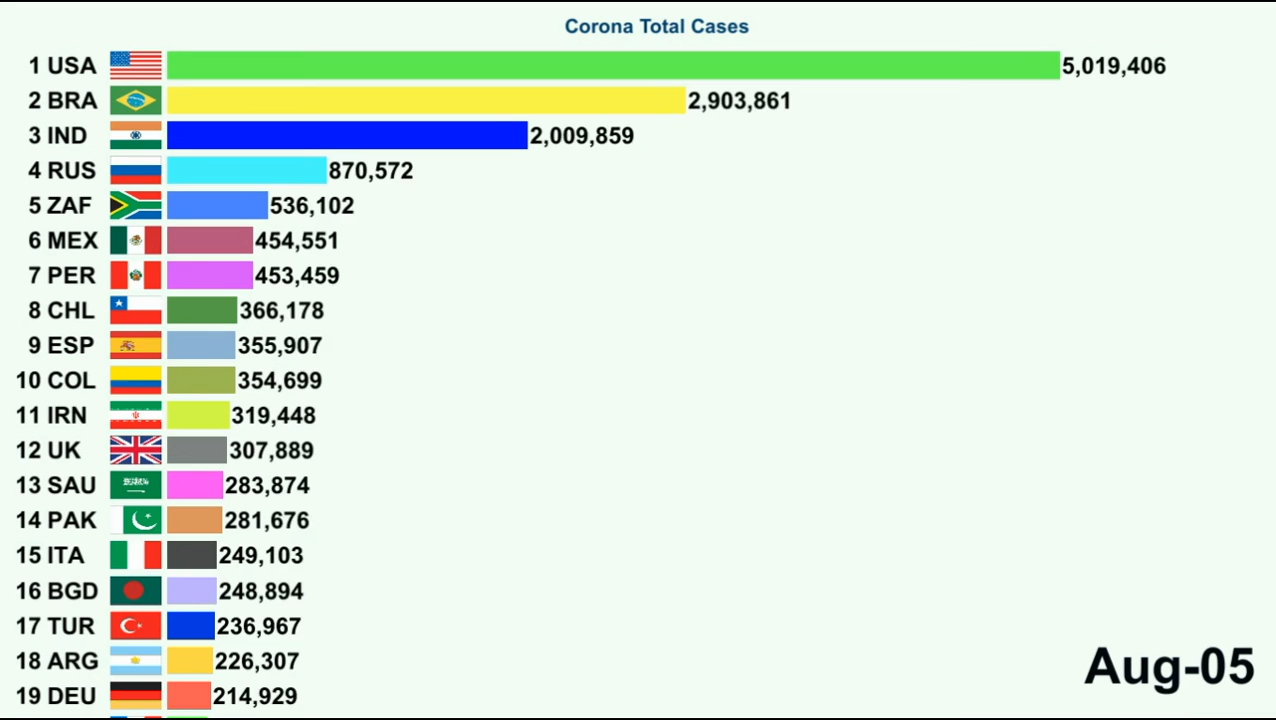 Corona Total Cases
1 USA 5,019,406
2 BRA 2,903,861
3 IND 2,009,859
4 RUS 870,572
5 ZAF 536,102
6 MEX 454,551
7 PER 453,459
8 CHL 366,178
9 ESP 355,907
10 COL 354,699
11 IRN 319,448
12 UK 307,889
13 SAU 283,874
14 PAK 281,676
15 ITA 249,103
16 BGD 248,894
17 TUR 236,967
18 ARG 226,307
19 DEU 214,929
Aug-05